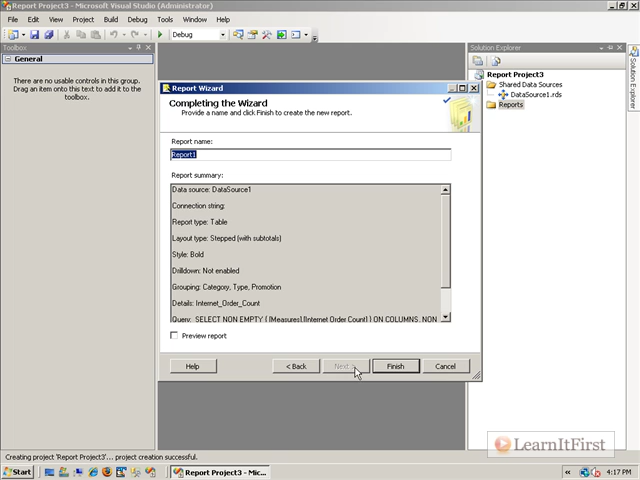 Report Project3 - Microsoft Visual Studio (Administrator)
File Edit View Project Build Debug Tools Window Help
Debug
Toolbox
General
There are no usable controls in this group.
Drag an item onto this text to add it to the
toolbox.
Report Wizard
Completing the Wizard
Provide a name and click Finish to create the new report.
Report name:
Report1
Report summary:
Data source: DataSource1
Connection string:
Report type: Table
Layout type: Stepped (with subtotals)
Style: Bold
Drilldown: Not enabled
Grouping: Category, Type, Promotion
Details: Internet_Order_Count
Query: SELECT NON EMPTY { [Measures].[Internet Order Count] } ON COLUMNS, NON
Preview report
Help
< Back
Next >
Finish
Cancel
Solution Explorer
Report Project3
Shared Data Sources
DataSource1.rds
Reports
Solution Explorer
LearnItFirst
Creating project 'Report Project3'... project creation successful.
Start
Report Project3 - Mic...
«
4:17 PM